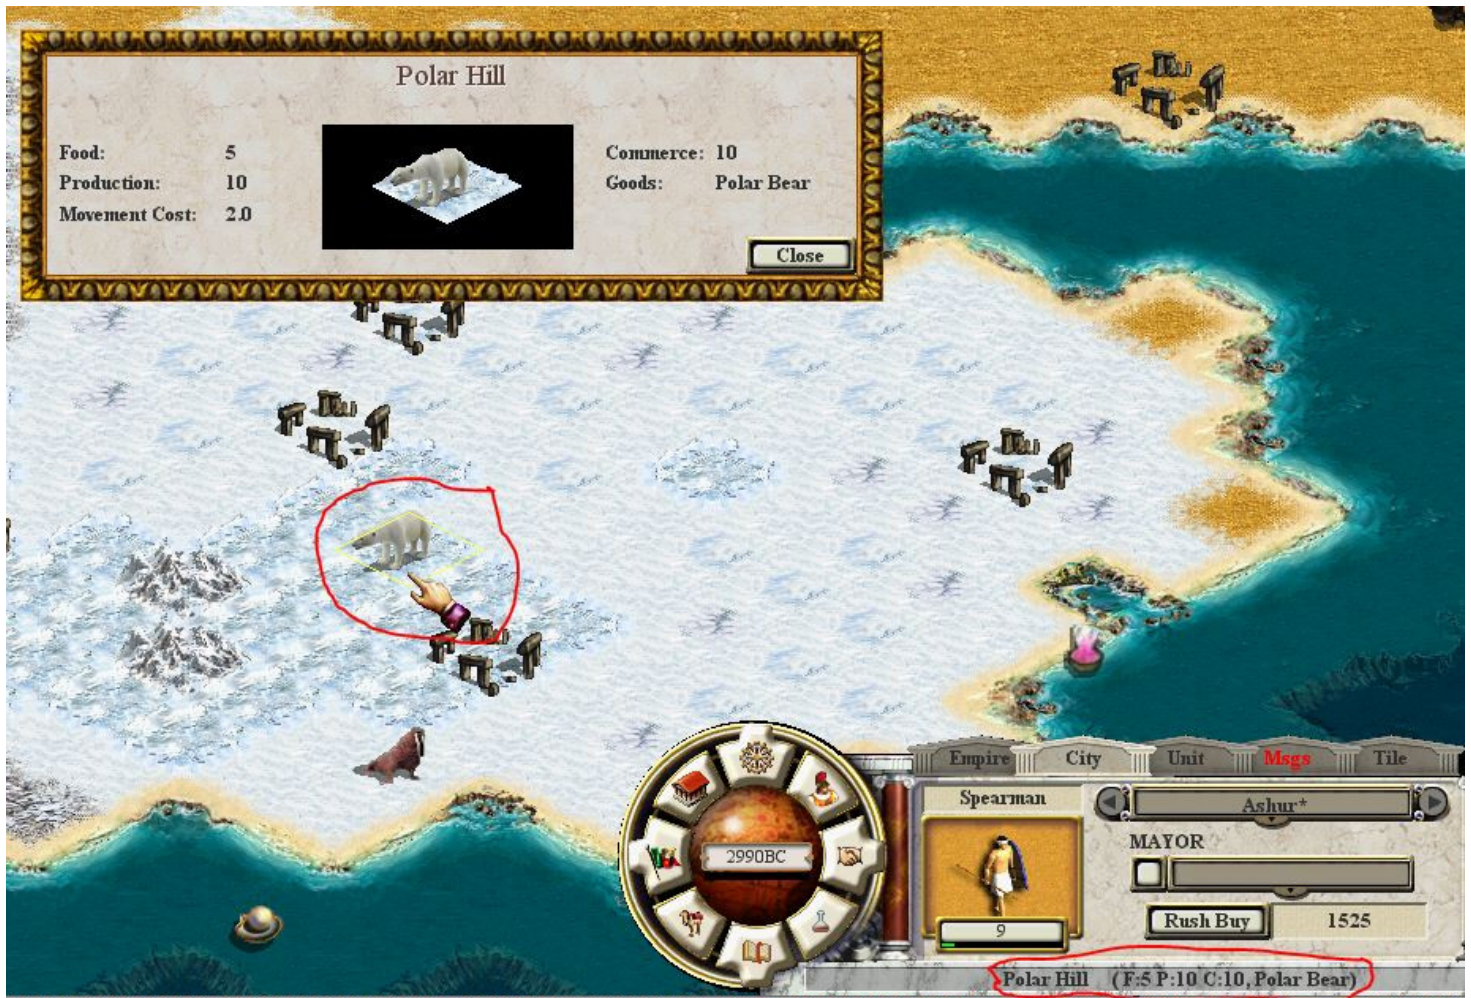 Polar Hill
Food: 5
Production: 10
Movement Cost: 2.0
Commerce: 10
Goods: Polar Bear
Close
Empire City Unit Msgs Tile
Spearman
Ashur*
MAYOR
2990BC
9
Rush Buy 1525
Polar Hill (F:5 P:10 C:10, Polar Bear)